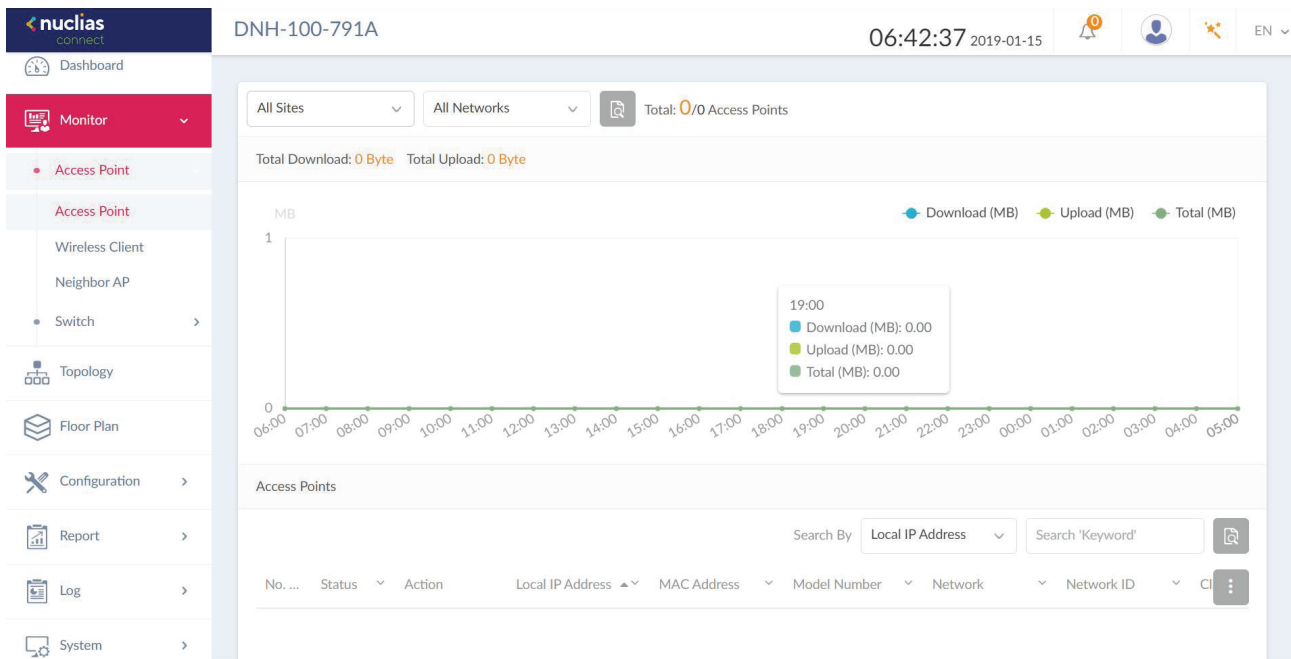 nuclias
connect
DNH-100-791A
06:42:37 2019-01-15
0
EN
Dashboard
Monitor
Access Point
Access Point
Wireless Client
Neighbor AP
Switch
Topology
Floor Plan
Configuration
Report
Log
System
All Sites
All Networks
Total: 0/0 Access Points
Total Download: 0 Byte Total Upload: 0 Byte
MB
Download (MB) Upload (MB) Total (MB)
1
19:00
Download (MB): 0.00
Upload (MB): 0.00
Total (MB): 0.00
0
06:00 07:00 08:00 09:00 10:00 11:00 12:00 13:00 14:00 15:00 16:00 17:00 18:00 19:00 20:00 21:00 22:00 23:00 00:00 01:00 02:00 03:00 04:00 05:00
Access Points
Search By Local IP Address Search 'Keyword'
No. ... Status Action Local IP Address MAC Address Model Number Network Network ID Cl